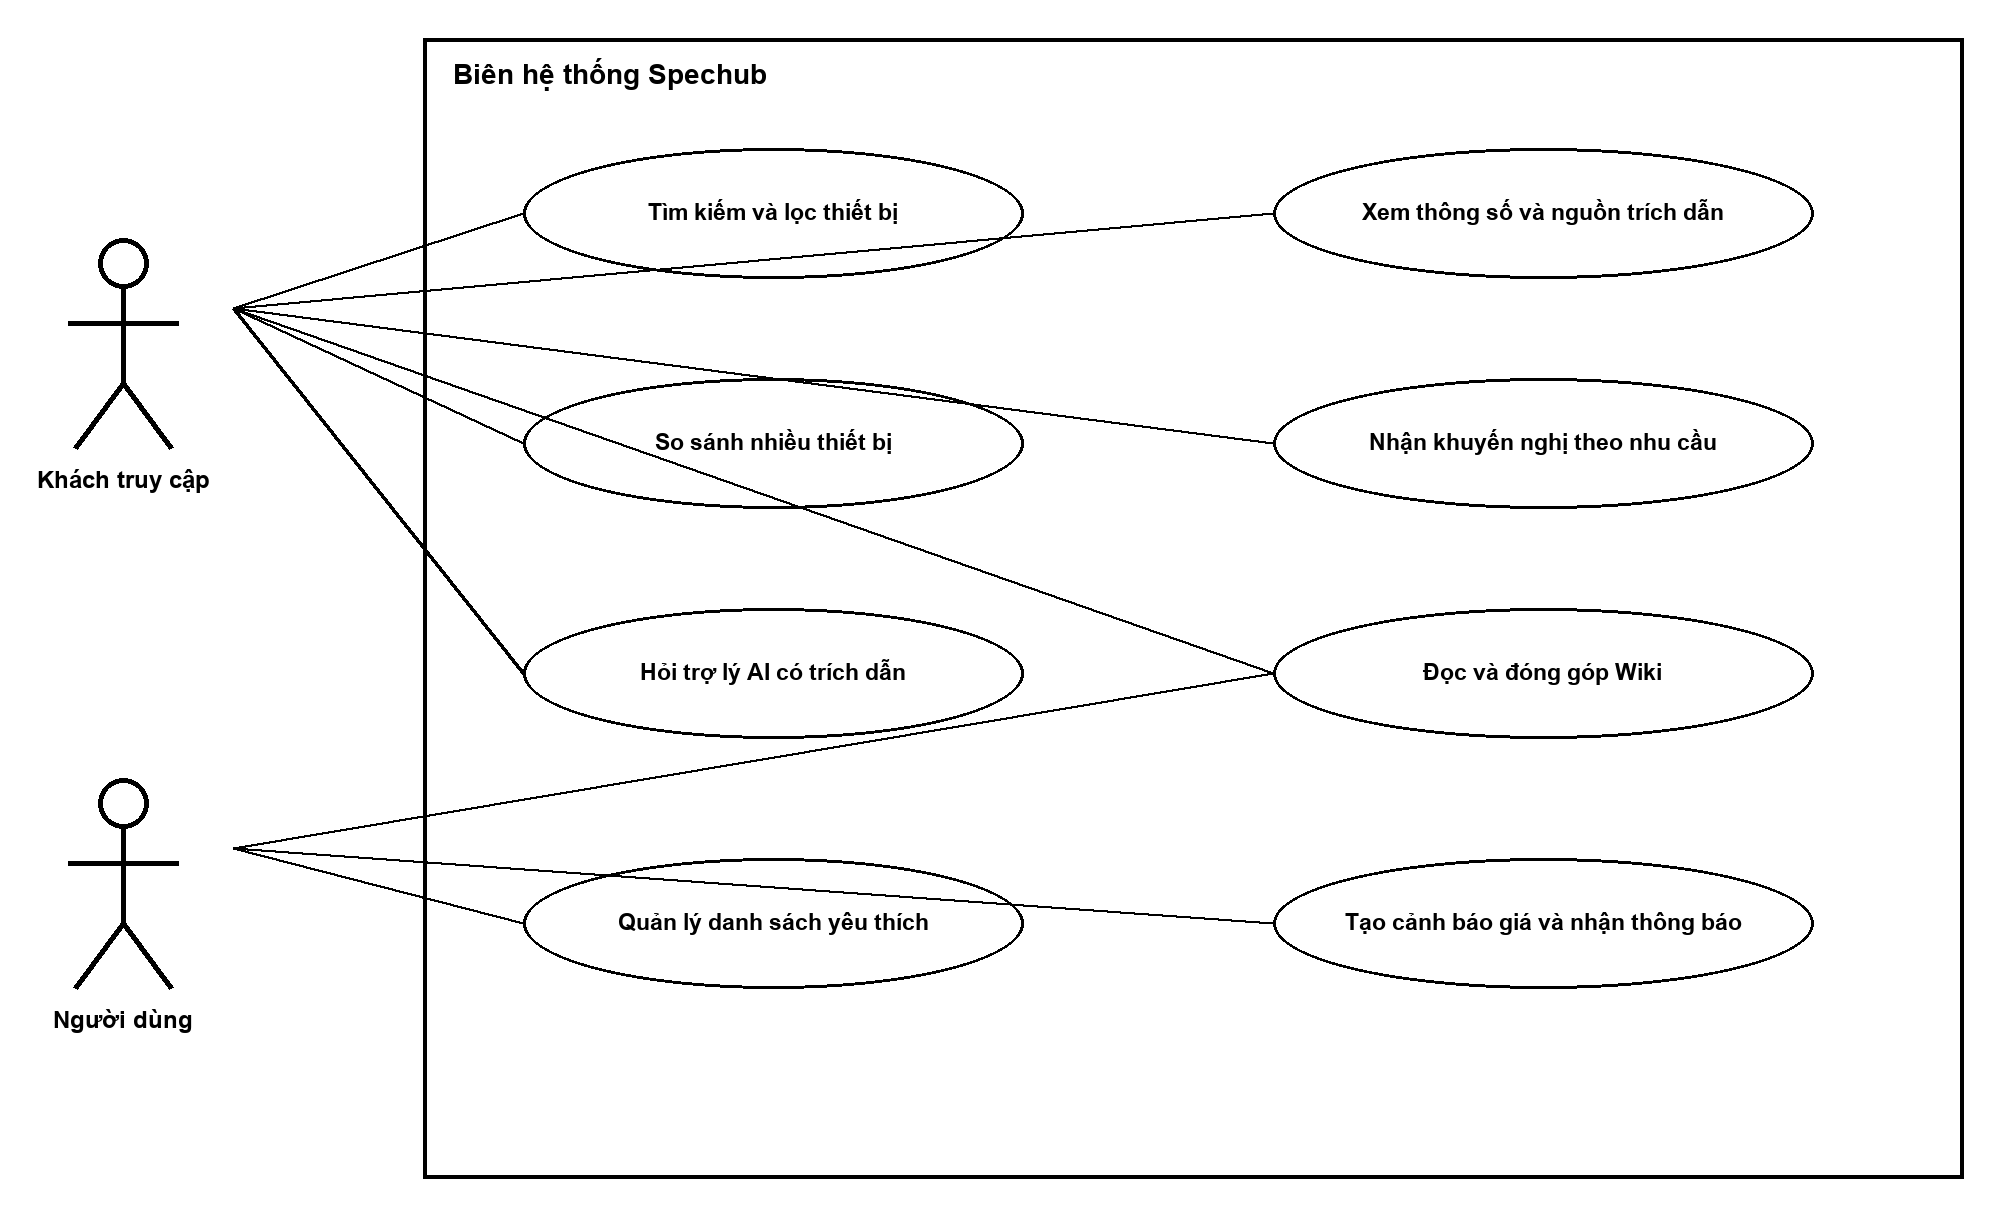 Biên hệ thống Spechub
Tìm kiếm và lọc thiết bị
Xem thông số và nguồn trích dẫn
Khách truy cập
So sánh nhiều thiết bị
Nhận khuyến nghị theo nhu cầu
Hỏi trợ lý AI có trích dẫn
Đọc và đóng góp Wiki
Người dùng
Quản lý danh sách yêu thích
Tạo cảnh báo giá và nhận thông báo